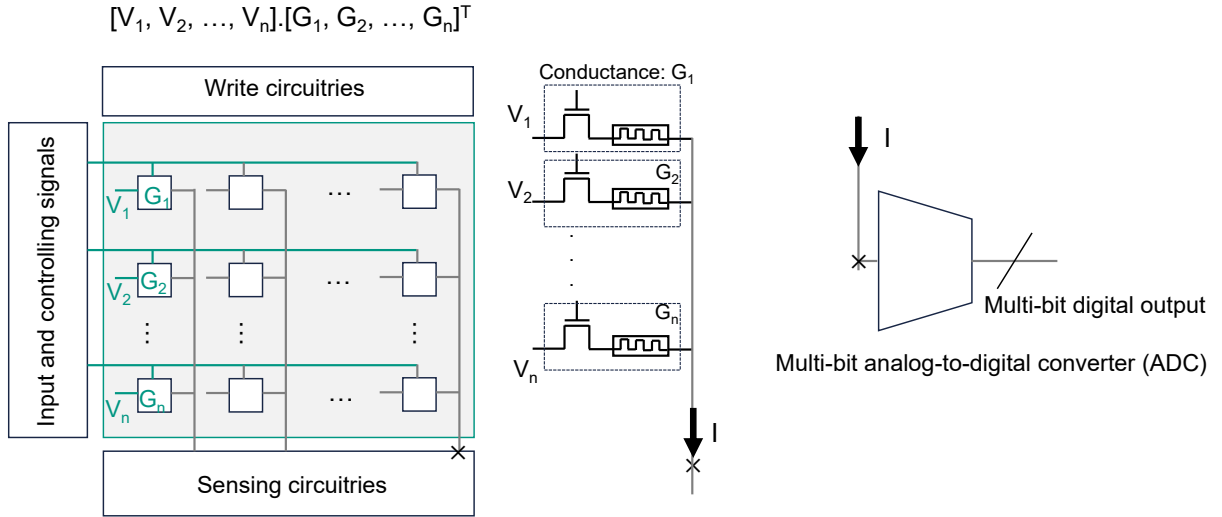 [V₁, V₂, …, Vₙ].[G₁, G₂, …, Gₙ]ᵀ
Write circuitries
Input and controlling signals
V₁
G₁
...
V₂
G₂
...
⋮
⋮
⋮
Vₙ
Gₙ
...
Sensing circuitries
Conductance: G₁
V₁
V₂
G₂
.
.
.
Vₙ
Gₙ
I
I
Multi-bit digital output
Multi-bit analog-to-digital converter (ADC)